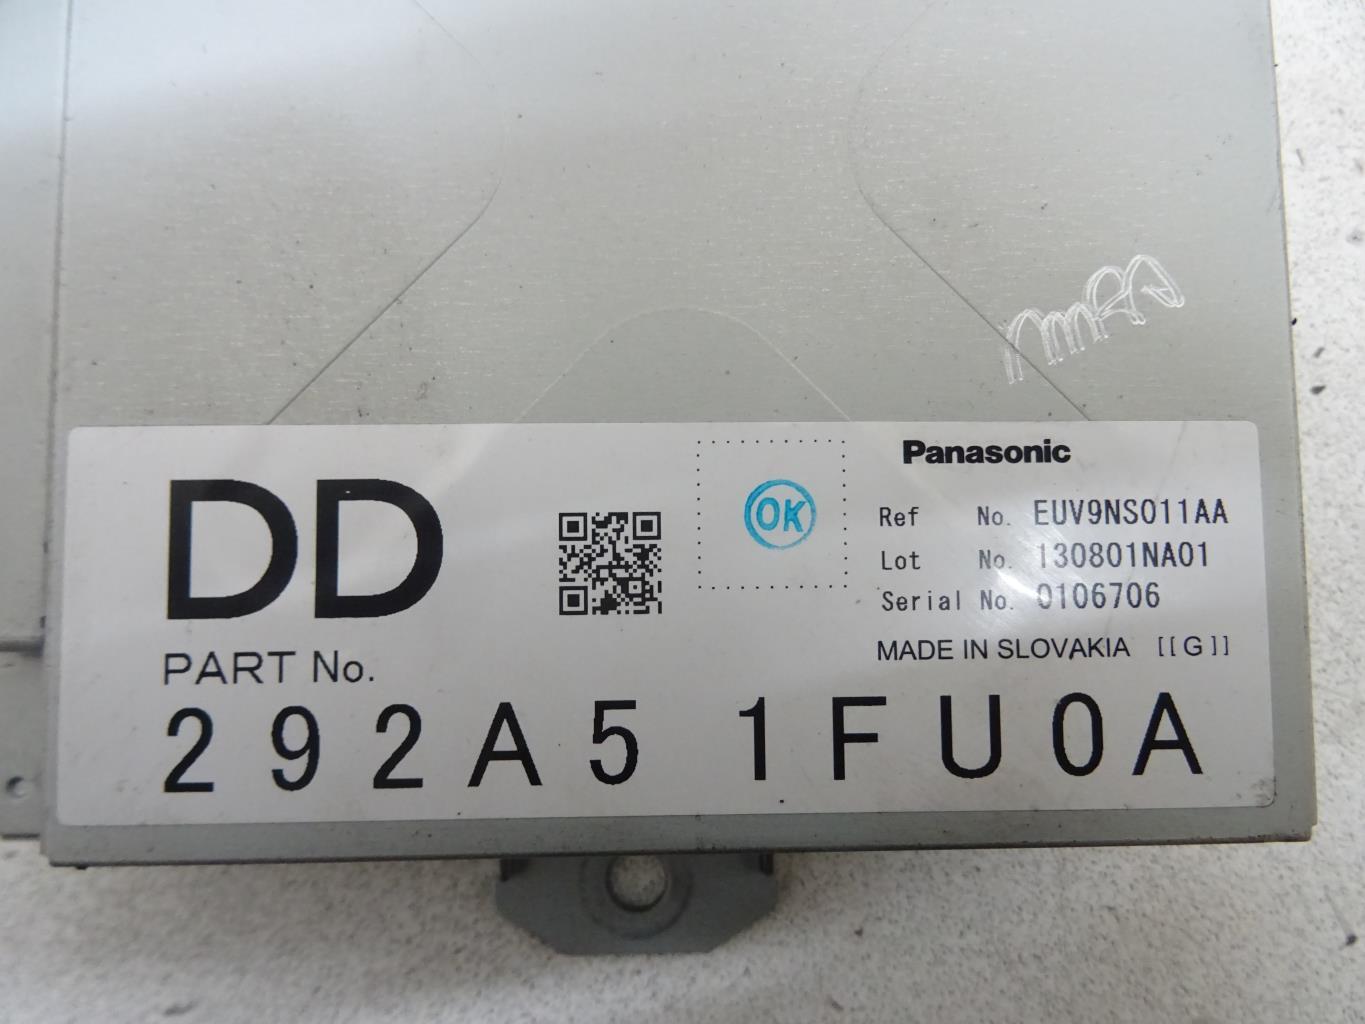 DD
OK
Panasonic
Ref No. EUV9NS011AA
Lot No. 130801NA01
Serial No. 0106706
MADE IN SLOVAKIA [[G]]
PART No.
292A5 1FU0A